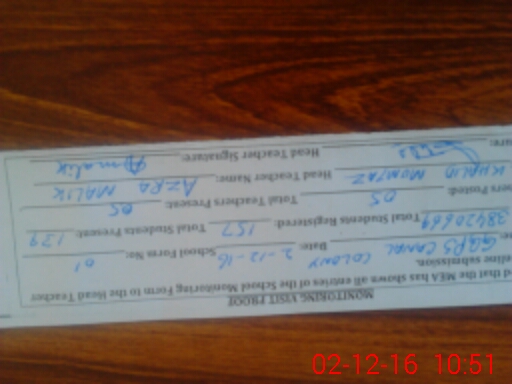 MONITORING VISIT PROOF
d that the MEA has shown all entries of the School Monitoring Form to the Head Teacher
eline submission.
GGPS CANAL COLONY Date: 2-12-16 School Form No: 01
Total Students Registered: 157 Total Students Present: 139
hers Posted: 05 Total Teachers Present: 05
KHALID MUMTAZ Head Teacher Name: AZRA MALIK
ture: Head Teacher Signature: Amalik
02-12-16 10:51